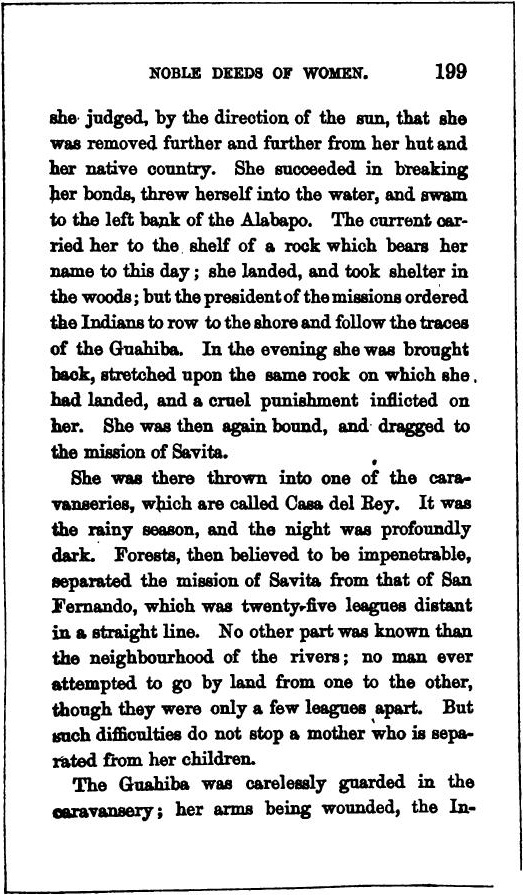 NOBLE DEEDS OF WOMEN. 199
she judged, by the direction of the sun, that she
was removed further and further from her hut and
her native country. She succeeded in breaking
her bonds, threw herself into the water, and swam
to the left bank of the Alabapo. The current car-
ried her to the shelf of a rock which bears her
name to this day; she landed, and took shelter in
the woods; but the president of the missions ordered
the Indians to row to the shore and follow the traces
of the Guahiba. In the evening she was brought
back, stretched upon the same rock on which she
had landed, and a cruel punishment inflicted on
her. She was then again bound, and dragged to
the mission of Savita.
She was there thrown into one of the cara-
vanseries, which are called Casa del Rey. It was
the rainy season, and the night was profoundly
dark. Forests, then believed to be impenetrable,
separated the mission of Savita from that of San
Fernando, which was twenty-five leagues distant
in a straight line. No other part was known than
the neighbourhood of the rivers; no man ever
attempted to go by land from one to the other,
though they were only a few leagues apart. But
such difficulties do not stop a mother who is sepa-
rated from her children.
The Guahiba was carelessly guarded in the
caravansery; her arms being wounded, the In-